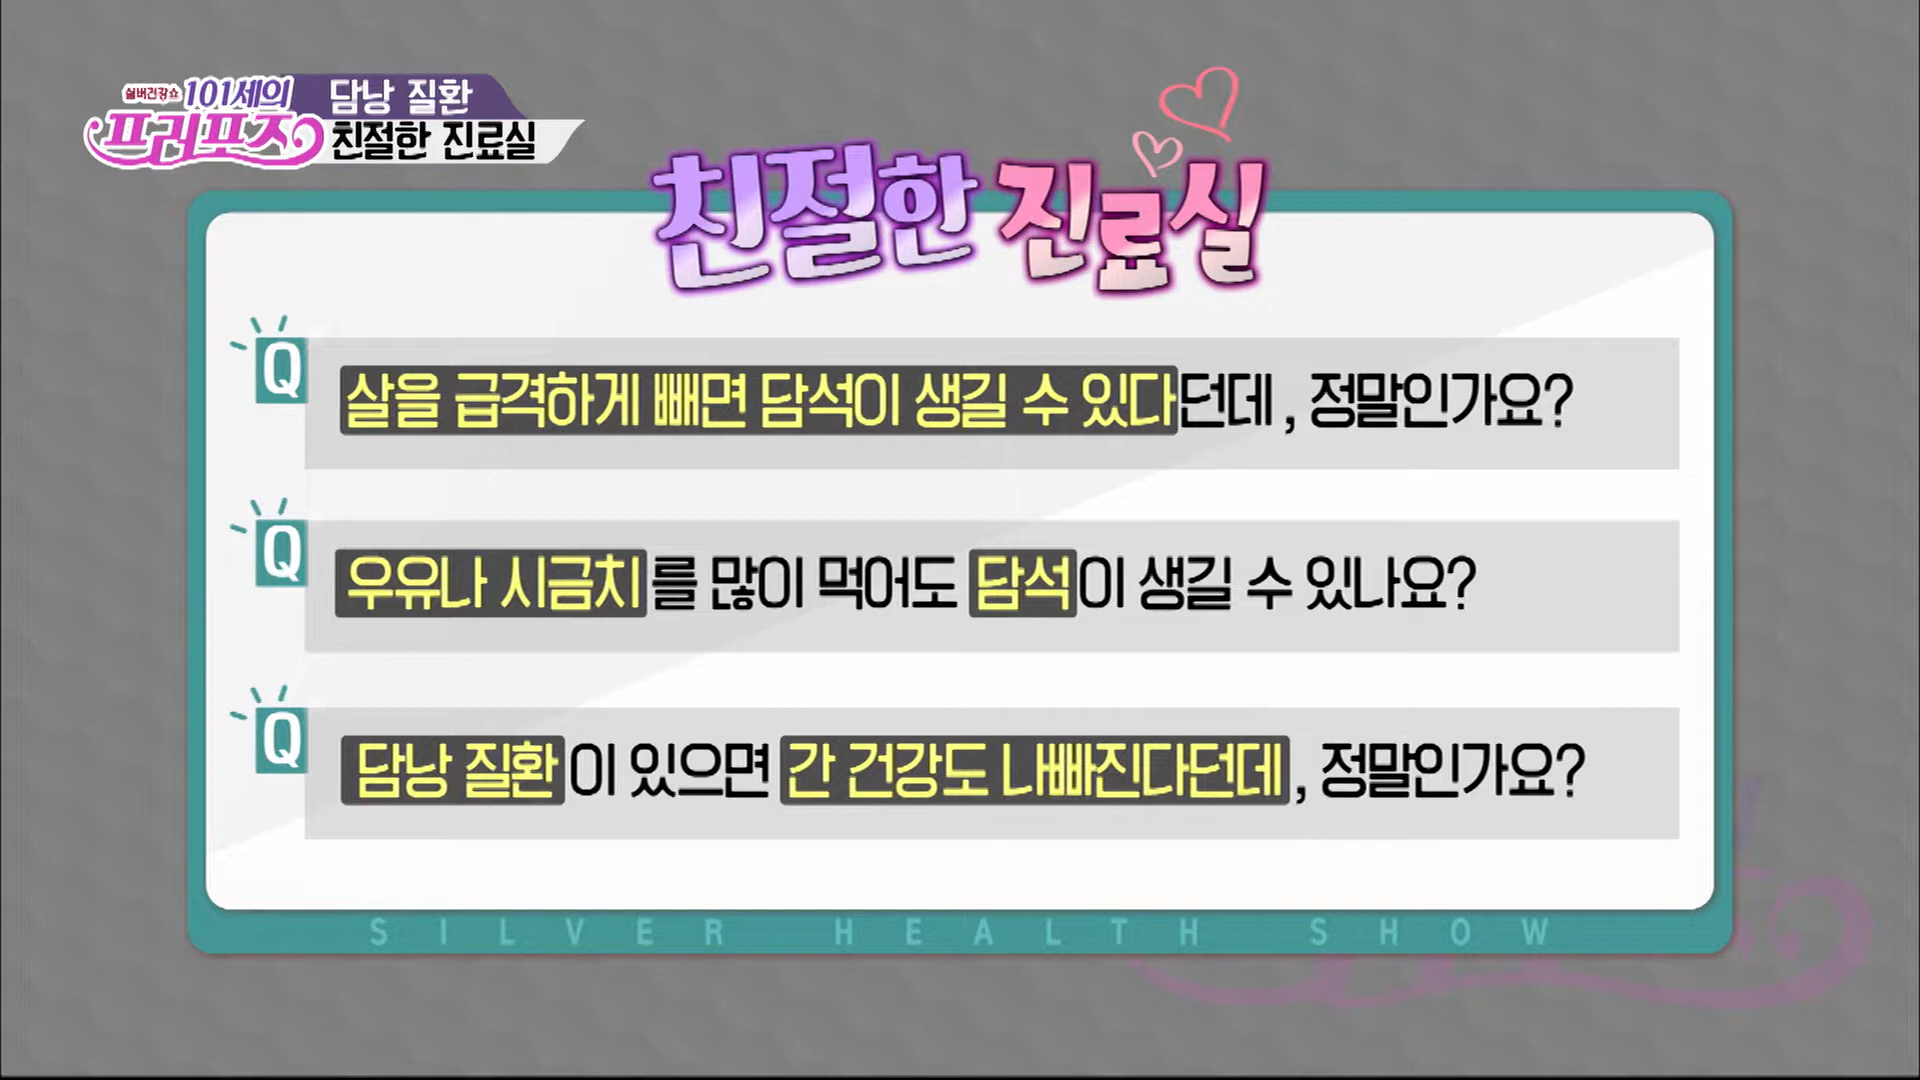 실버건강쇼 101세의
프러포즈
담낭 질환
친절한 진료실
친절한 진료실
Q 살을 급격하게 빼면 담석이 생길 수 있다던데, 정말인가요?
Q 우유나 시금치를 많이 먹어도 담석이 생길 수 있나요?
Q 담낭 질환이 있으면 간 건강도 나빠진다던데, 정말인가요?
SILVER HEALTH SHOW